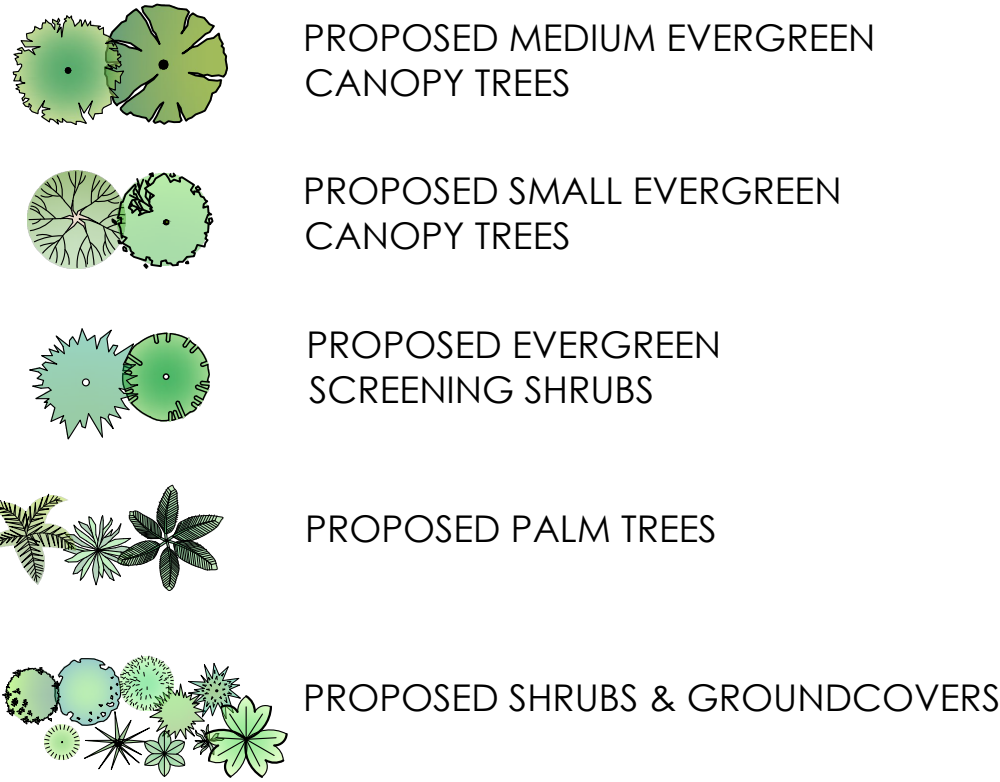 PROPOSED MEDIUM EVERGREEN
CANOPY TREES
PROPOSED SMALL EVERGREEN
CANOPY TREES
PROPOSED EVERGREEN
SCREENING SHRUBS
PROPOSED PALM TREES
PROPOSED SHRUBS & GROUNDCOVERS